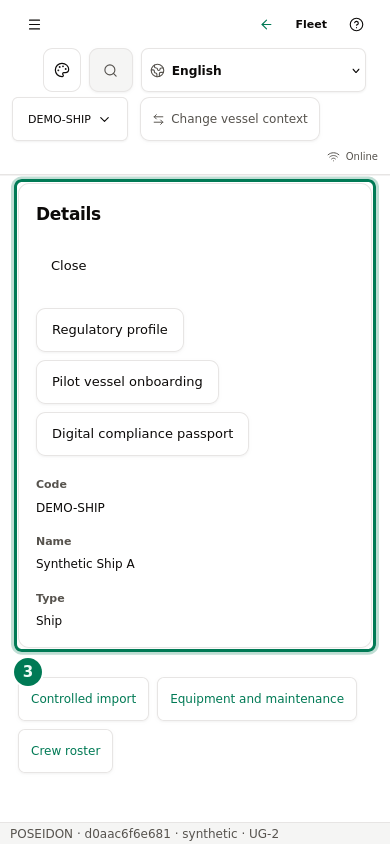 Fleet
English
DEMO-SHIP
Change vessel context
Online
Details
Close
Regulatory profile
Pilot vessel onboarding
Digital compliance passport
Code
DEMO-SHIP
Name
Synthetic Ship A
Type
Ship
3
Controlled import
Equipment and maintenance
Crew roster
POSEIDON · d0aac6f6e681 · synthetic · UG-2